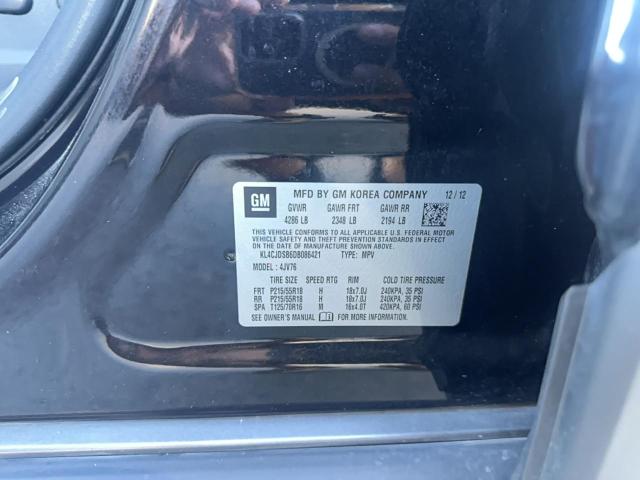 GM
MFD BY GM KOREA COMPANY 12/12
GVWR GAWR FRT GAWR RR
4286 LB 2348 LB 2194 LB
THIS VEHICLE CONFORMS TO ALL APPLICABLE U.S. FEDERAL MOTOR
VEHICLE SAFETY AND THEFT PREVENTION STANDARDS IN EFFECT
ON THE DATE OF MANUFACTURE SHOWN ABOVE.
KL4CJDSB6DB086421 TYPE: MPV
MODEL : 4JV76
TIRE SIZE SPEED RTG RIM COLD TIRE PRESSURE
FRT P215/55R18 H 18x7.0J 240KPA, 35 PSI
RR P215/55R18 H 18x7.0J 240KPA, 35 PSI
SPA T125/70R16 M 16x4.0T 420KPA, 60 PSI
SEE OWNER'S MANUAL FOR MORE INFORMATION.